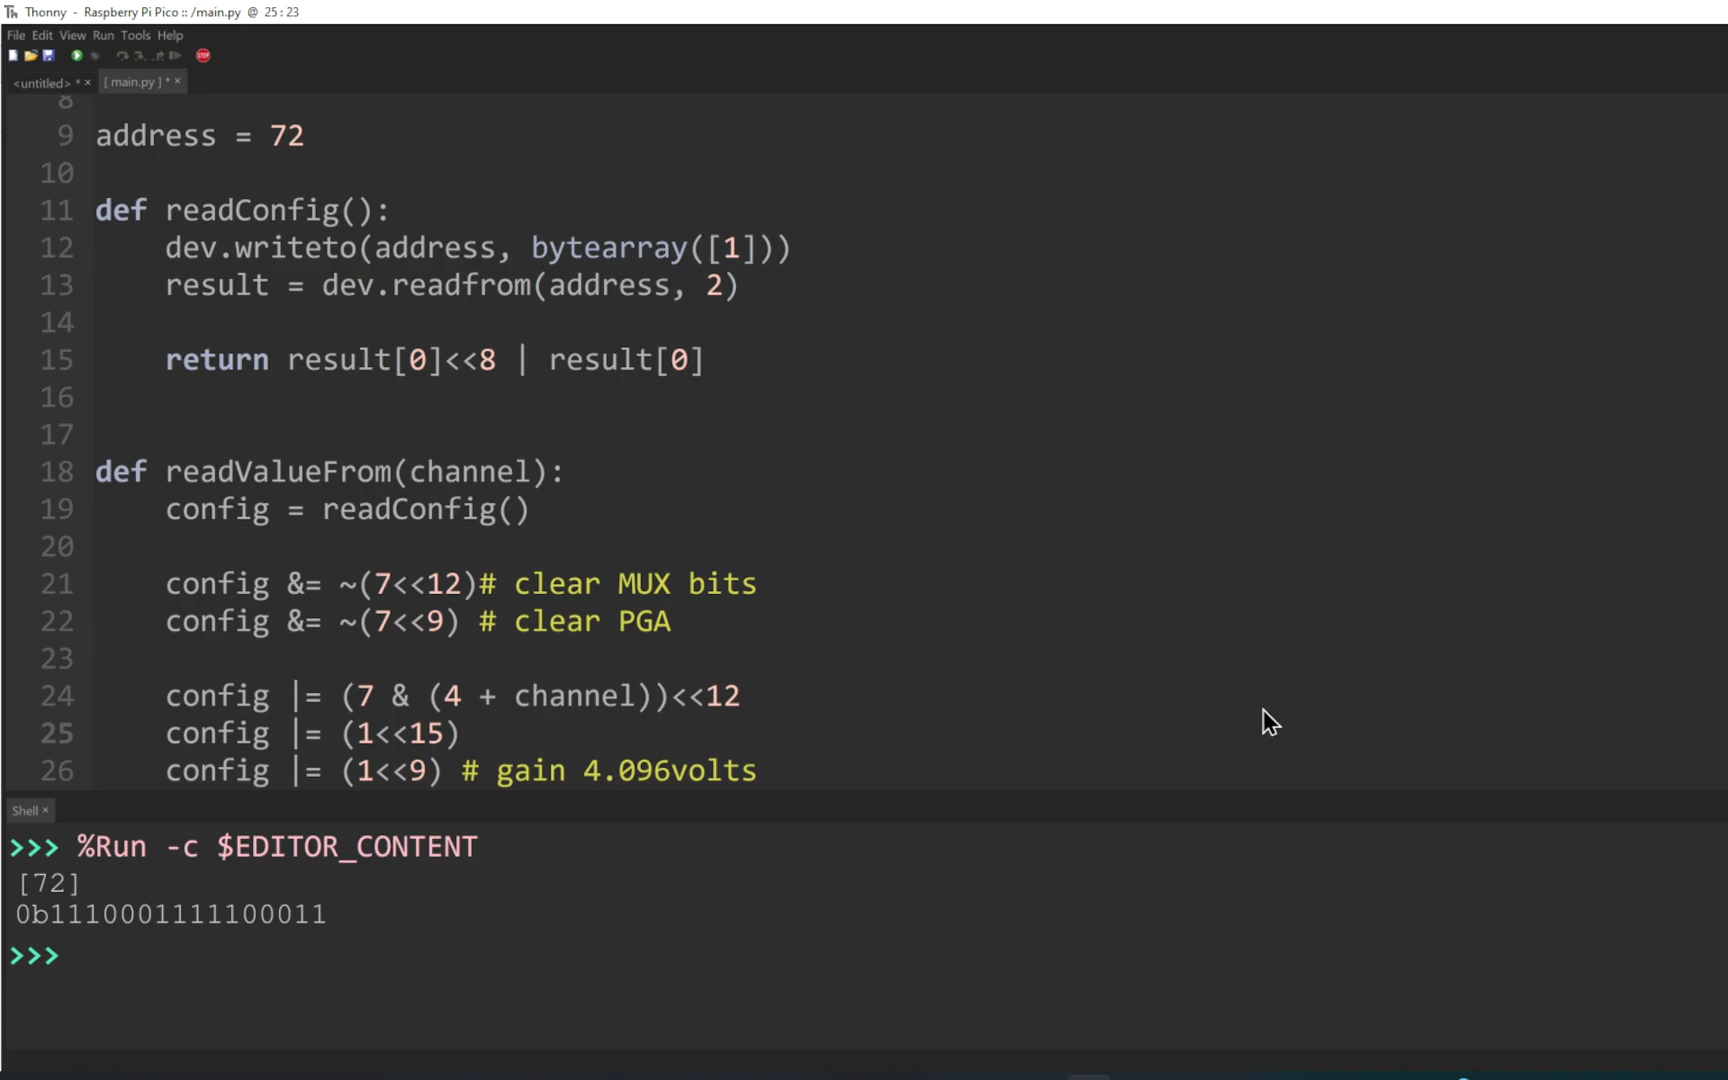 Thonny - Raspberry Pi Pico :: /main.py @ 25:23
File Edit View Run Tools Help
STOP
<untitled> * × [ main.py ] * ×
8
9 address = 72
10
11 def readConfig():
12     dev.writeto(address, bytearray([1]))
13     result = dev.readfrom(address, 2)
14
15     return result[0]<<8 | result[0]
16
17
18 def readValueFrom(channel):
19     config = readConfig()
20
21     config &= ~(7<<12)# clear MUX bits
22     config &= ~(7<<9) # clear PGA
23
24     config |= (7 & (4 + channel))<<12
25     config |= (1<<15)
26     config |= (1<<9) # gain 4.096volts
Shell ×
>>> %Run -c $EDITOR_CONTENT
[72]
0b1110001111100011
>>>